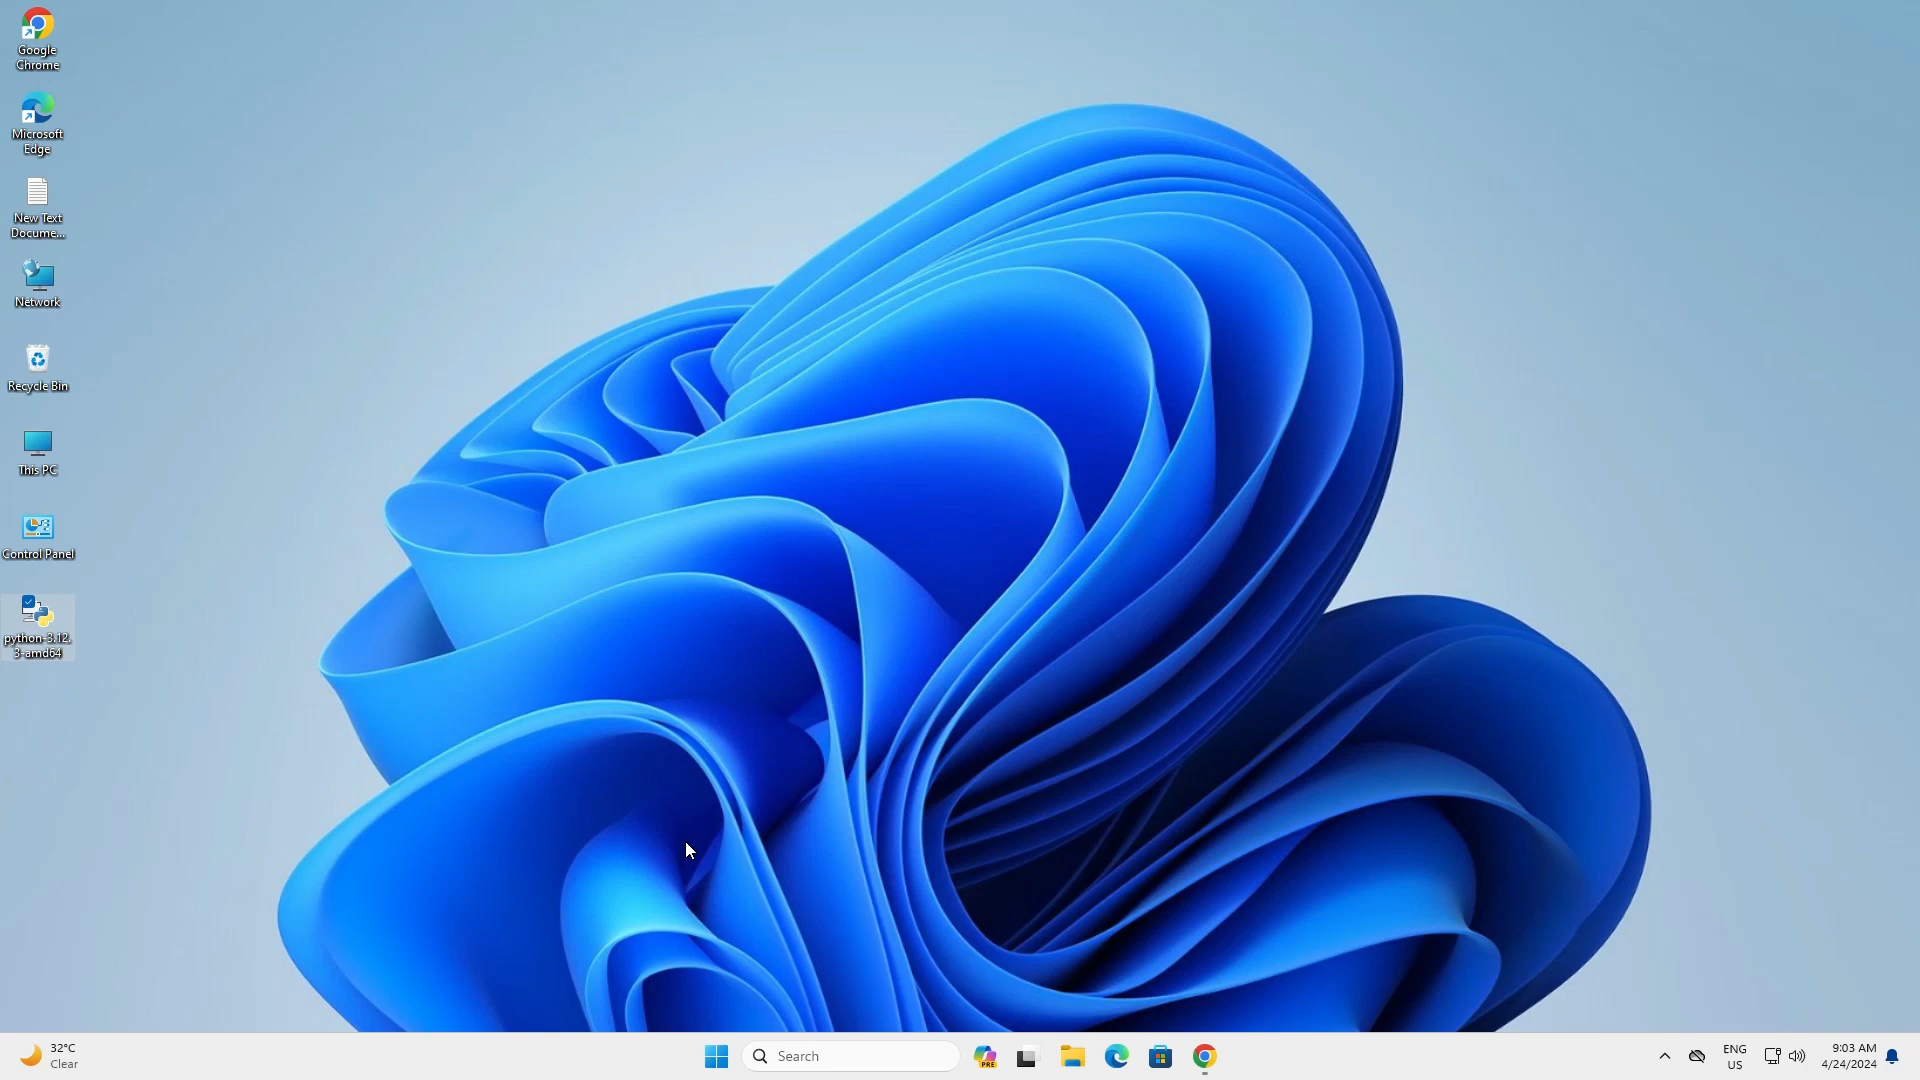 Google
Chrome
Microsoft
Edge
New Text
Docume...
Network
Recycle Bin
This PC
Control Panel
python-3.12.
3-amd64
32°C
Clear
Search
PRE
ENG
US
9:03 AM
4/24/2024